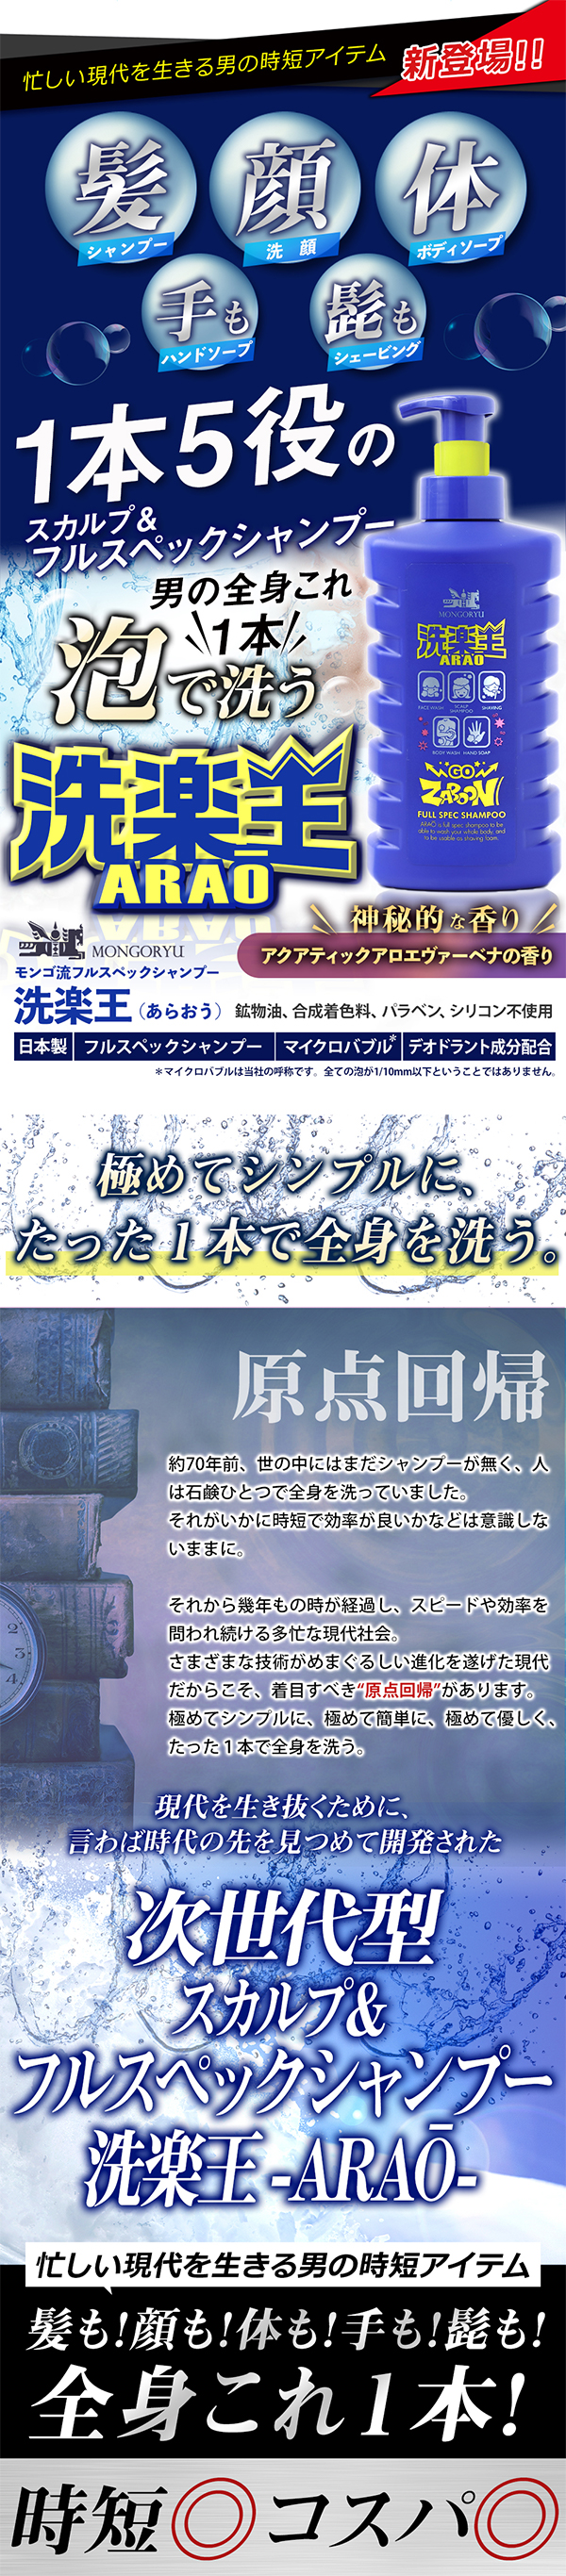 忙しい現代を生きる男の時短アイテム
新登場!!
髪
シャンプー
顔
洗顔
体
ボディソープ
手も
ハンドソープ
髭も
シェービング
1本5役の
スカルプ&
フルスペックシャンプー
男の全身これ
1本
泡で洗う
洗楽王
ARAŌ
MONGORYU
洗楽王
ARAO
FACE WASH
SCALP SHAMPOO
SHAVING
BODY WASH
HAND SOAP
GO
ZABOON
FULL SPEC SHAMPOO
ARAO is full spec shampoo to be
able to wash your whole body, and
to be usable as shaving foam.
神秘的な香り
アクアティックアロエヴァーベナの香り
MONGORYU
モンゴ流フルスペックシャンプー
洗楽王（あらおう） 鉱物油、合成着色料、パラベン、シリコン不使用
日本製 フルスペックシャンプー マイクロバブル* デオドラント成分配合
*マイクロバブルは当社の呼称です。全ての泡が1/10mm以下ということではありません。
極めてシンプルに、
たった１本で全身を洗う。
原点回帰
約70年前、世の中にはまだシャンプーが無く、人
は石鹸ひとつで全身を洗っていました。
それがいかに時短で効率が良いかなどは意識しな
いままに。
それから幾年もの時が経過し、スピードや効率を
問われ続ける多忙な現代社会。
さまざまな技術がめまぐるしい進化を遂げた現代
だからこそ、着目すべき“原点回帰”があります。
極めてシンプルに、極めて簡単に、極めて優しく、
たった１本で全身を洗う。
現代を生き抜くために、
言わば時代の先を見つめて開発された
次世代型
スカルプ&
フルスペックシャンプー
洗楽王 -ARAŌ-
忙しい現代を生きる男の時短アイテム
髪も!顔も!体も!手も!髭も!
全身これ１本!
時短◎コスパ◎